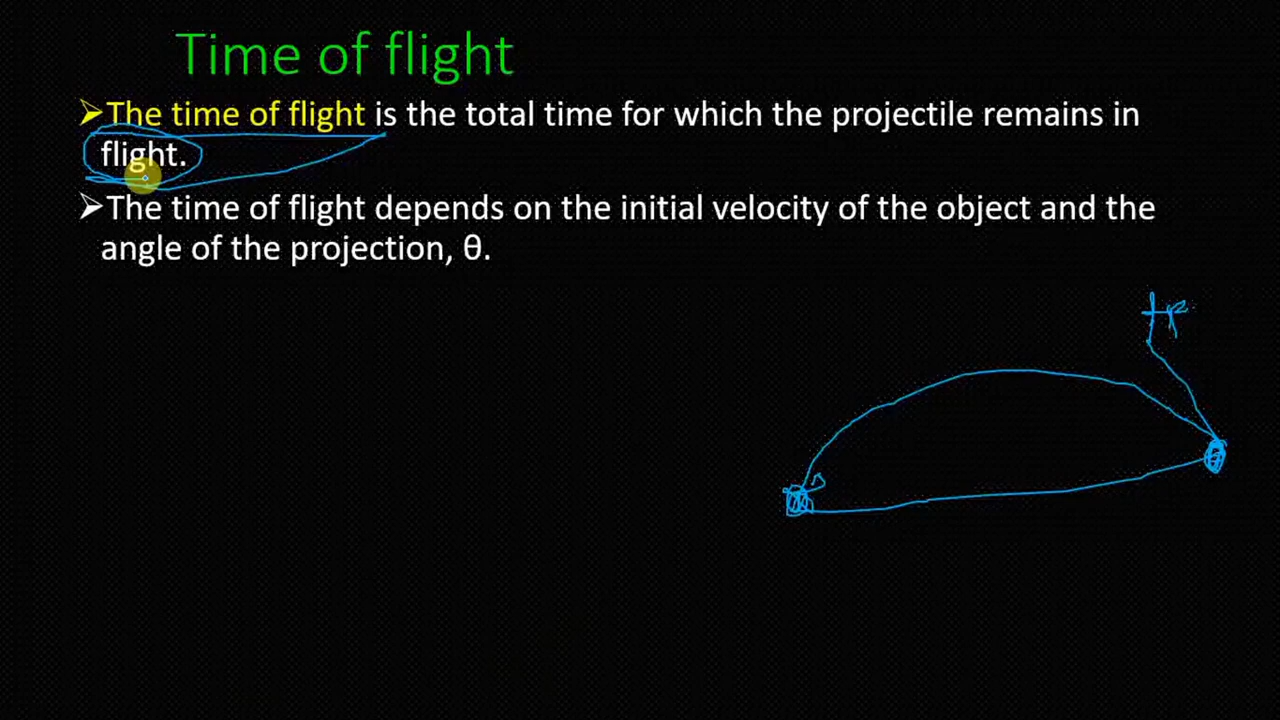 Time of flight
➢The time of flight is the total time for which the projectile remains in
flight.
➢The time of flight depends on the initial velocity of the object and the
angle of the projection, θ.